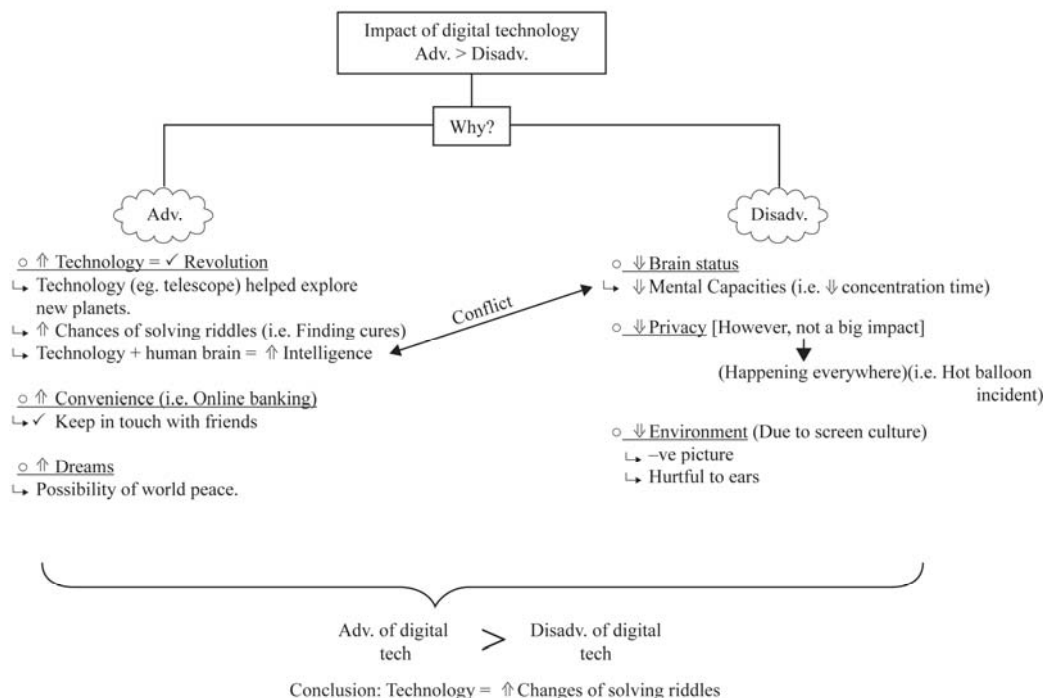 Impact of digital technology
Adv. > Disadv.
Why?
Adv.
○ ⇑ Technology = ✓ Revolution
↳ Technology (eg. telescope) helped explore
new planets.
↳ ⇑ Chances of solving riddles (i.e. Finding cures)
↳ Technology + human brain = ⇑ Intelligence
○ ⇑ Convenience (i.e. Online banking)
↳ ✓ Keep in touch with friends
○ ⇑ Dreams
↳ Possibility of world peace.
Conflict
Disadv.
○ ⇓ Brain status
↳ ⇓ Mental Capacities (i.e. ⇓ concentration time)
○ ⇓ Privacy [However, not a big impact]
(Happening everywhere)(i.e. Hot balloon
incident)
○ ⇓ Environment (Due to screen culture)
↳ –ve picture
↳ Hurtful to ears
Adv. of digital
tech
>
Disadv. of digital
tech
Conclusion: Technology = ⇑ Changes of solving riddles